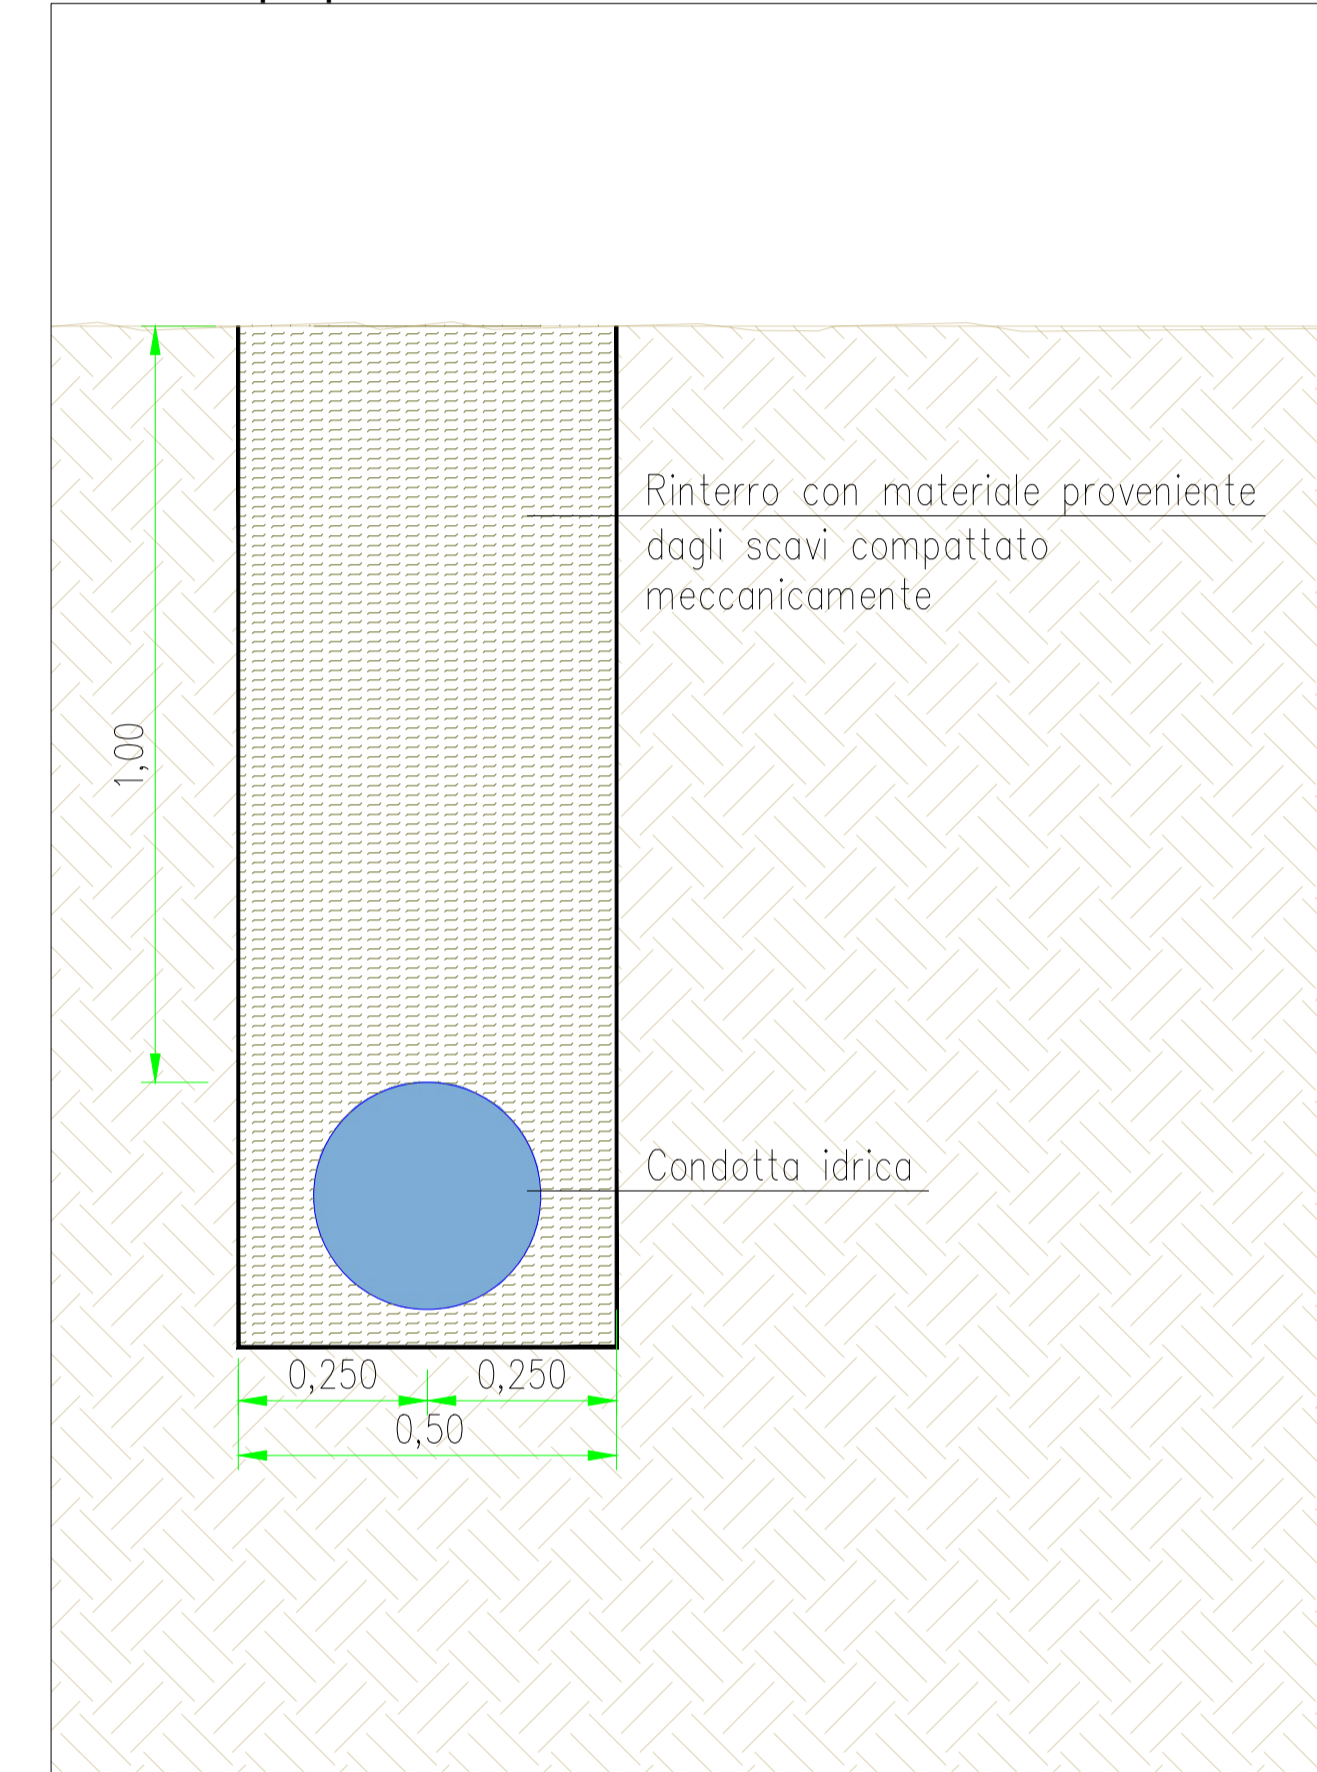 Rinterro con materiale proveniente
dagli scavi compattato
meccanicamente
1,00
Condotta idrica
0,250 0,250
0,50